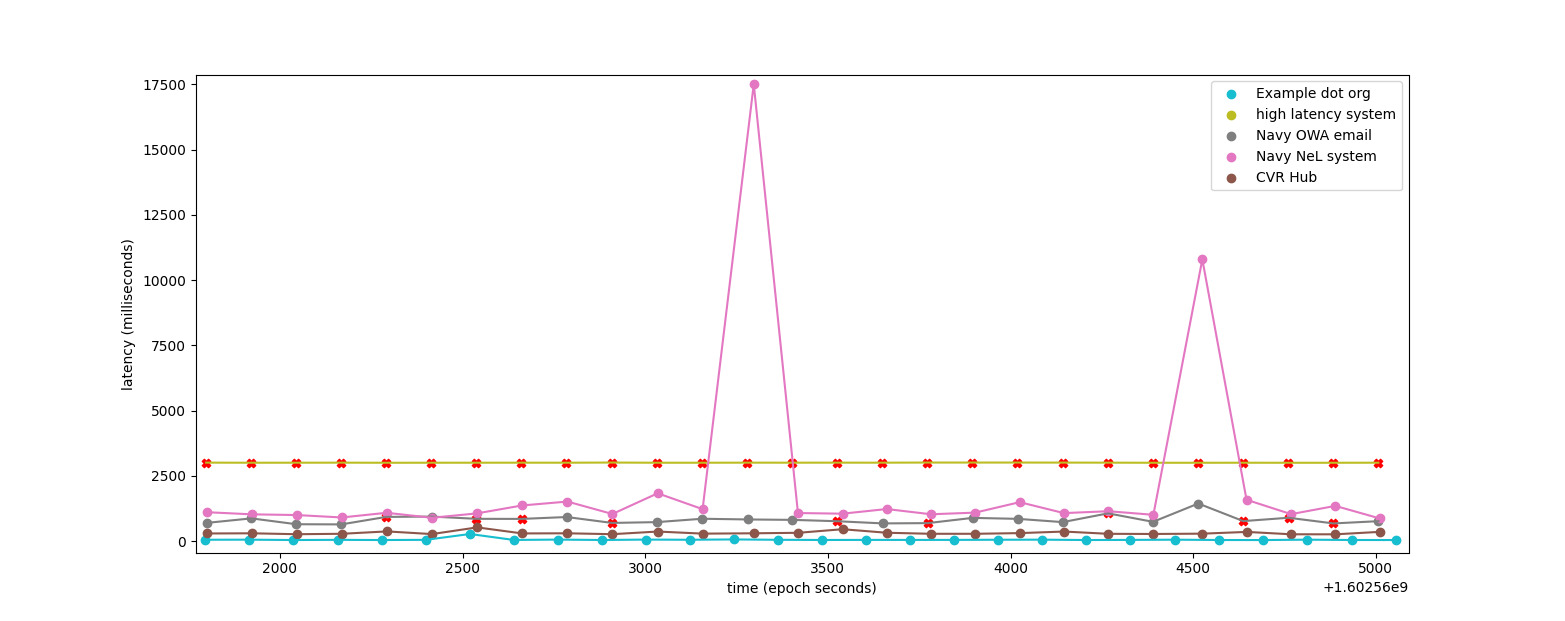 17500
15000
12500
10000
7500
5000
2500
0
latency (milliseconds)
Example dot org
high latency system
Navy OWA email
Navy NeL system
CVR Hub
2000 2500 3000 3500 4000 4500 5000
time (epoch seconds)
+1.60256e9